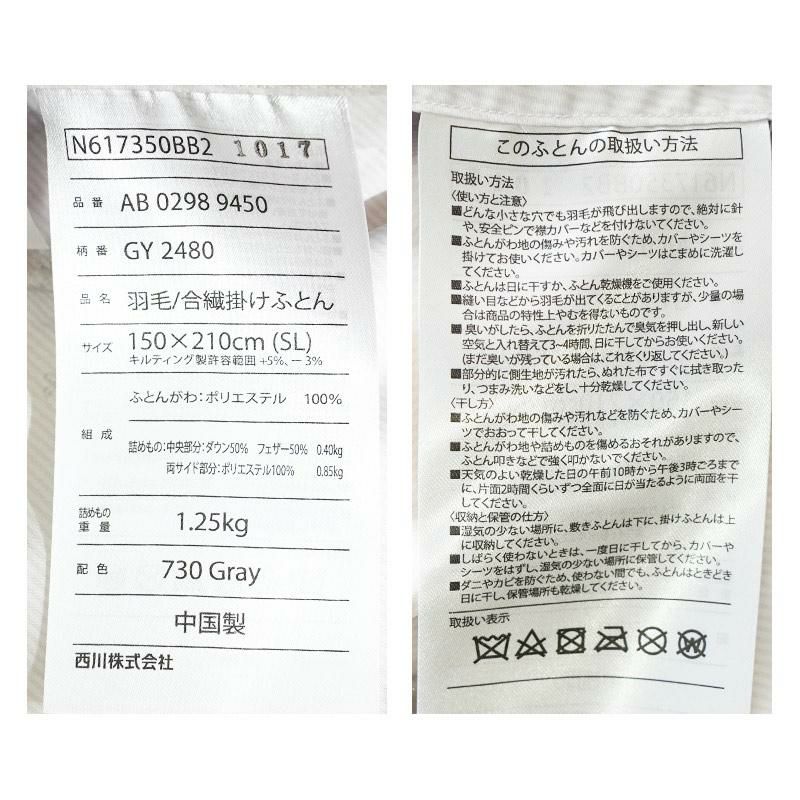 N617350BB2 1017
品番 AB 0298 9450
柄番 GY 2480
品名 羽毛/合繊掛けふとん
サイズ 150×210cm (SL)
キルティング製許容範囲 +5%、－3%
ふとんがわ:ポリエステル 100%
組成
詰めもの:中央部分:ダウン50% フェザー50% 0.40kg
両サイド部分:ポリエステル100% 0.85kg
詰めもの
重量 1.25kg
配色 730 Gray
中国製
西川株式会社
このふとんの取扱い方法
取扱い方法
〈使い方と注意〉
■どんな小さな穴でも羽毛が飛び出しますので、絶対に針
や、安全ピンで襟カバーなどを付けないでください。
■ふとんがわ地の傷みや汚れを防ぐため、カバーやシーツを
掛けてお使いください。カバーやシーツはこまめに洗濯し
てください。
■ふとんは日に干すか、ふとん乾燥機をご使用ください。
■縫い目などから羽毛が出てくることがありますが、少量の場
合は商品の特性上やむを得ないものです。
■臭いがしたら、ふとんを折りたたんで臭気を押し出し、新しい
空気と入れ替えて3~4時間、日に干してからお使いください。
(まだ臭いが残っている場合は、これをくり返してください。)
■部分的に側生地が汚れたら、ぬれた布ですぐに拭き取った
り、つまみ洗いなどをし、十分乾燥してください。
〈干し方〉
■ふとんがわ地の傷みや汚れなどを防ぐため、カバーやシー
ツでおおって干してください。
■ふとんがわ地や詰めものを傷めるおそれがありますので、
ふとん叩きなどで強く叩かないでください。
■天気のよい乾燥した日の午前10時から午後3時ごろまで
に、片面2時間くらいずつ全面に日が当たるように両面を干
してください。
〈収納と保管の仕方〉
■湿気の少ない場所に、敷きふとんは下に、掛けふとんは上
に収納してください。
■しばらく使わないときは、一度日に干してから、カバーや
シーツをはずし、湿気の少ない場所に保管してください。
■ダニやカビを防ぐため、使わない間でも、ふとんはときどき
日に干し、保管場所も乾燥してください。
取扱い表示